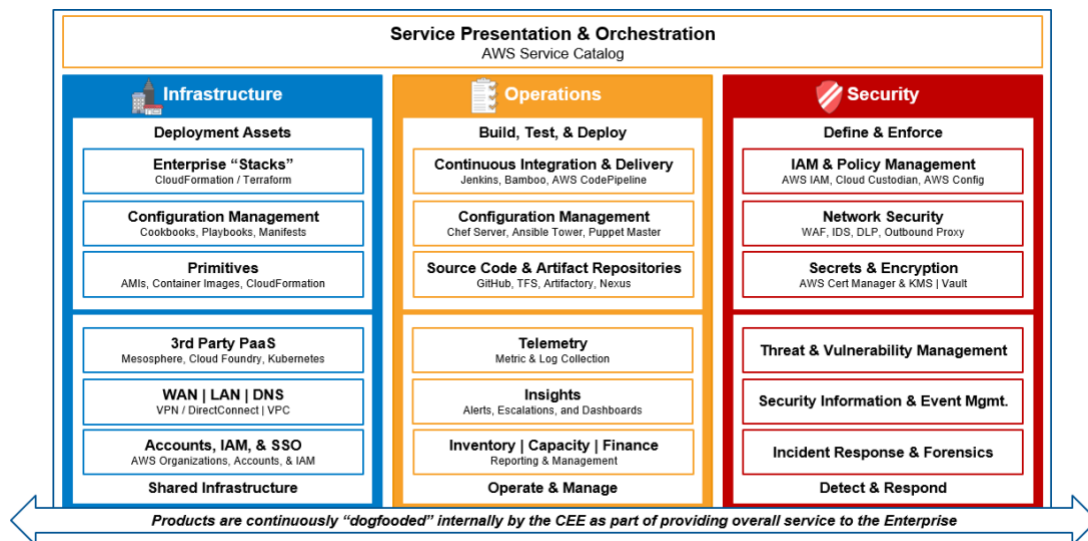 Service Presentation & Orchestration
AWS Service Catalog
Infrastructure
Deployment Assets
Enterprise “Stacks”
CloudFormation / Terraform
Configuration Management
Cookbooks, Playbooks, Manifests
Primitives
AMIs, Container Images, CloudFormation
3rd Party PaaS
Mesosphere, Cloud Foundry, Kubernetes
WAN | LAN | DNS
VPN / DirectConnect | VPC
Accounts, IAM, & SSO
AWS Organizations, Accounts, & IAM
Shared Infrastructure
Operations
Build, Test, & Deploy
Continuous Integration & Delivery
Jenkins, Bamboo, AWS CodePipeline
Configuration Management
Chef Server, Ansible Tower, Puppet Master
Source Code & Artifact Repositories
GitHub, TFS, Artifactory, Nexus
Telemetry
Metric & Log Collection
Insights
Alerts, Escalations, and Dashboards
Inventory | Capacity | Finance
Reporting & Management
Operate & Manage
Security
Define & Enforce
IAM & Policy Management
AWS IAM, Cloud Custodian, AWS Config
Network Security
WAF, IDS, DLP, Outbound Proxy
Secrets & Encryption
AWS Cert Manager & KMS | Vault
Threat & Vulnerability Management
Security Information & Event Mgmt.
Incident Response & Forensics
Detect & Respond
Products are continuously “dogfooded” internally by the CEE as part of providing overall service to the Enterprise